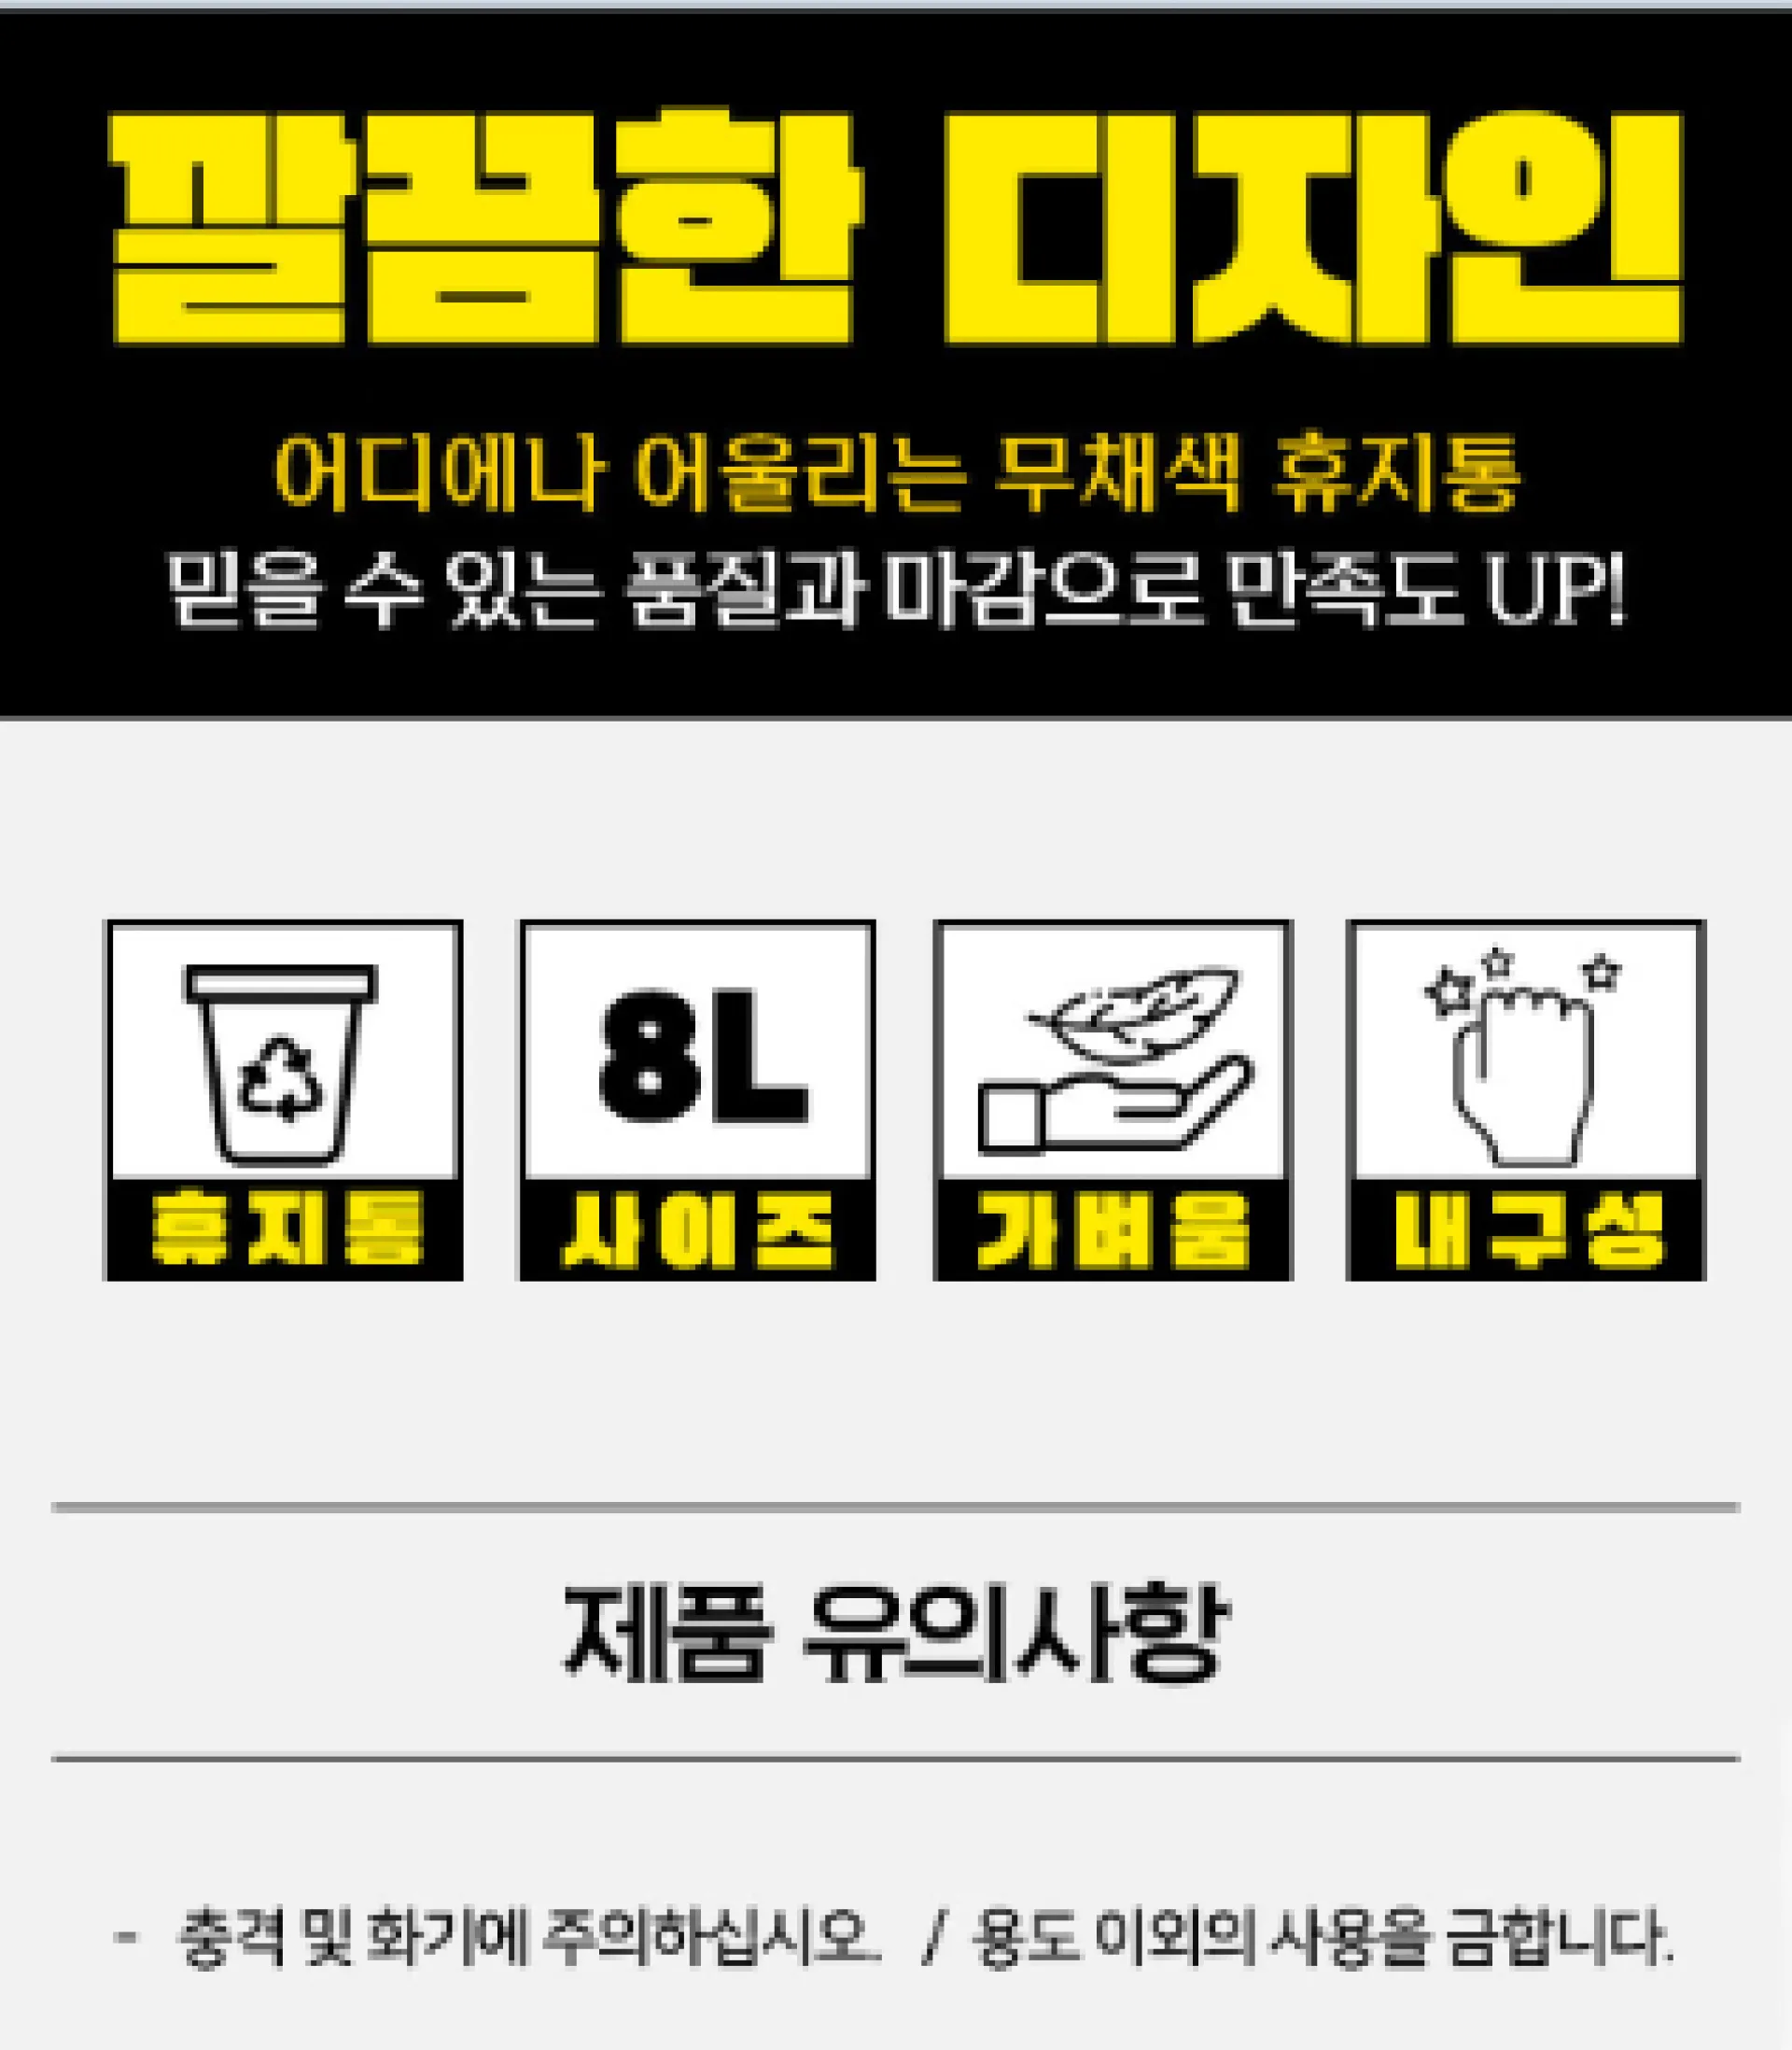 깔끔한 디자인
어디에나 어울리는 무채색 휴지통
믿을 수 있는 품질과 마감으로 만족도 UP!
8L
휴지통 사이즈 가벼움 내구성
제품 유의사항
- 충격 및 화기에 주의하십시오. / 용도 이외의 사용을 금합니다.